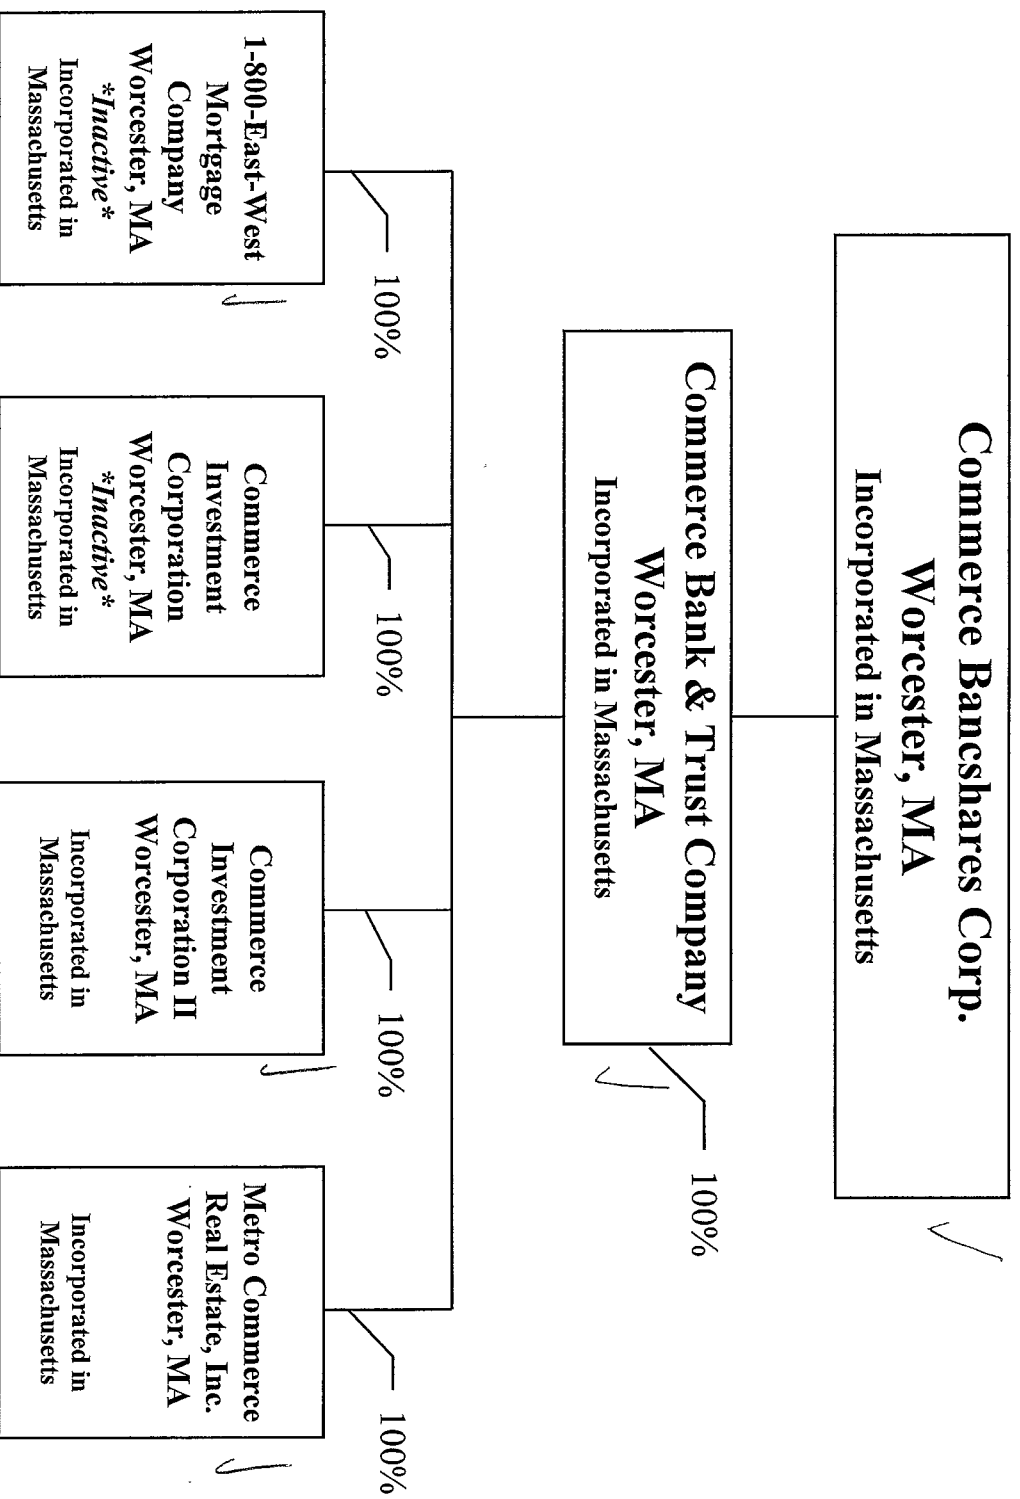 Commerce Bancshares Corp.
Worcester, MA
Incorporated in Massachusetts
100%
Commerce Bank & Trust Company
Worcester, MA
Incorporated in Massachusetts
100%
100%
100%
100%
1-800-East-West
Mortgage
Company
Worcester, MA
*Inactive*
Incorporated in
Massachusetts
Commerce
Investment
Corporation
Worcester, MA
*Inactive*
Incorporated in
Massachusetts
Commerce
Investment
Corporation II
Worcester, MA
Incorporated in
Massachusetts
Metro Commerce
Real Estate, Inc.
Worcester, MA
Incorporated in
Massachusetts